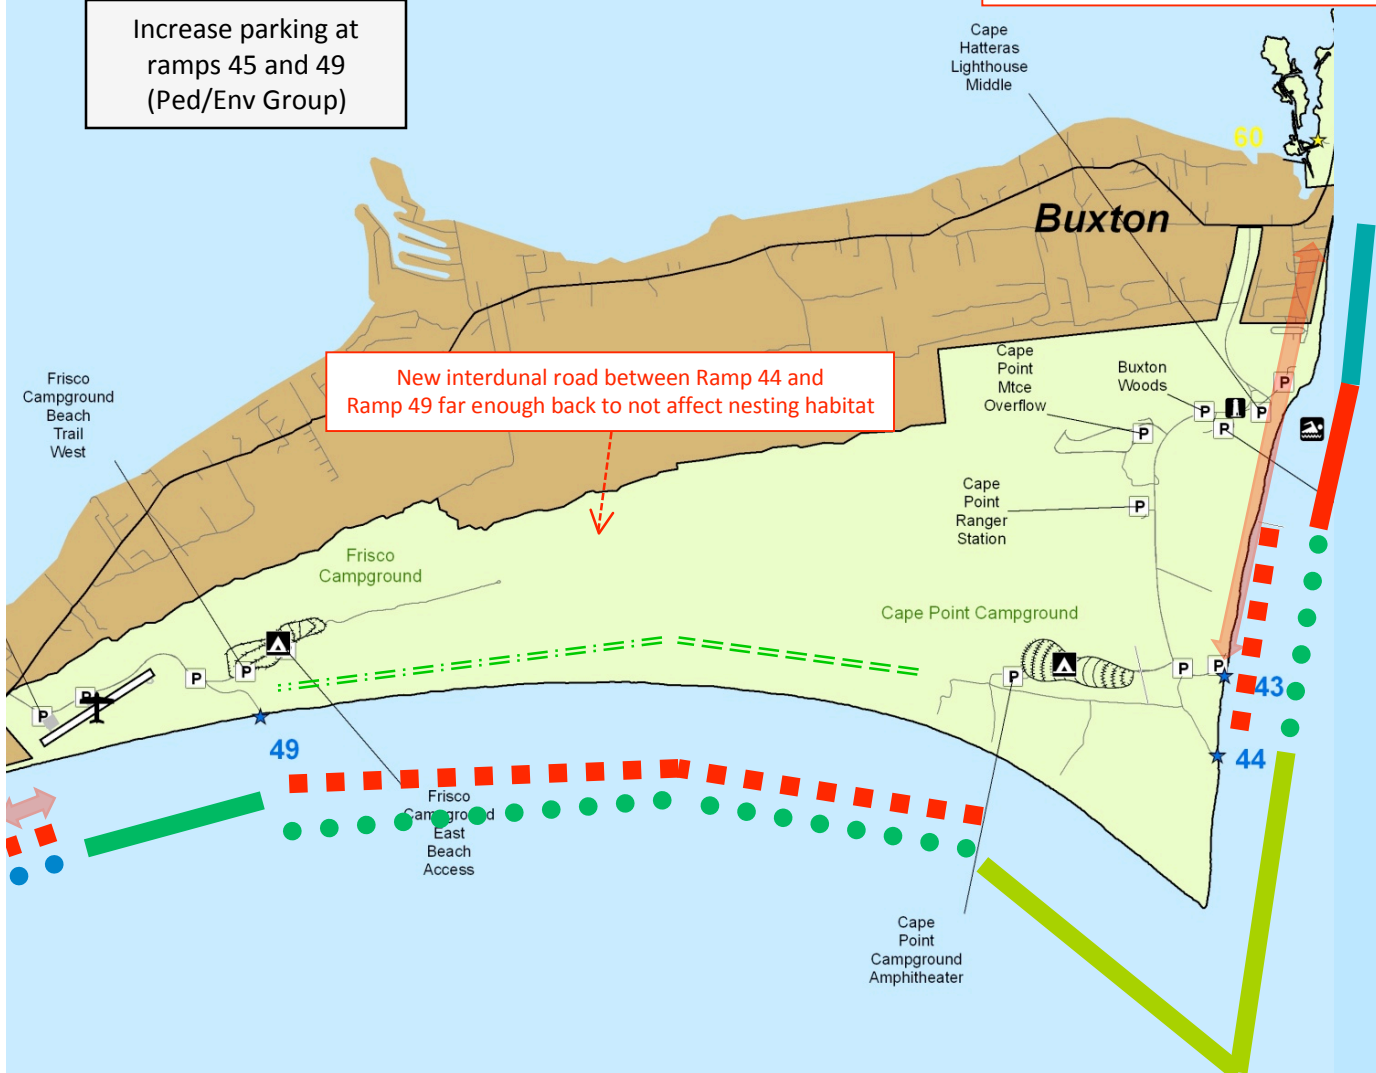 Increase parking at
ramps 45 and 49
(Ped/Env Group)
Cape
Hatteras
Lighthouse
Middle
60
Buxton
New interdunal road between Ramp 44 and
Ramp 49 far enough back to not affect nesting habitat
Frisco
Campground
Beach
Trail
West
Cape
Point
Mtce
Overflow
Buxton
Woods
P
P
P
P
P
Cape
Point
Ranger
Station
P
Frisco
Campground
Cape Point Campground
P
P
P
P
P
P
P
P
43
49
44
Frisco
Campground
East
Beach
Access
Cape
Point
Campground
Amphitheater